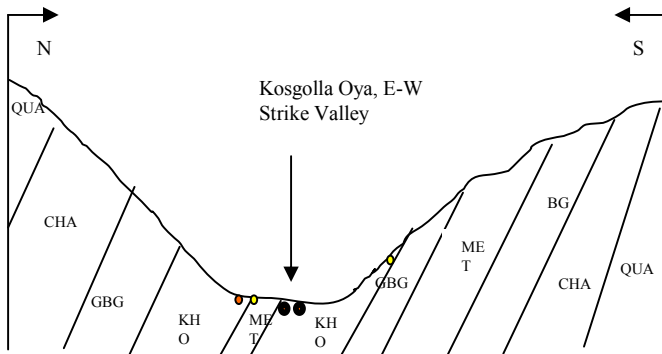 N
S
Kosgolla Oya, E-W
Strike Valley
QUA
CHA
GBG
KH
O
ME
T
KH
O
GBG
ME
T
BG
CHA
QUA